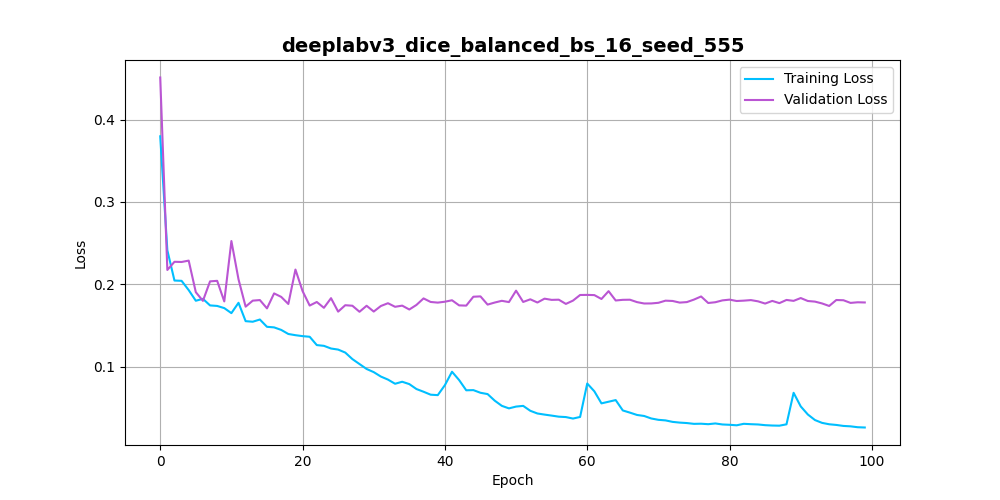 deeplabv3_dice_balanced_bs_16_seed_555
Training Loss
Validation Loss
0.4
0.3
0.2
0.1
Loss
0 20 40 60 80 100
Epoch